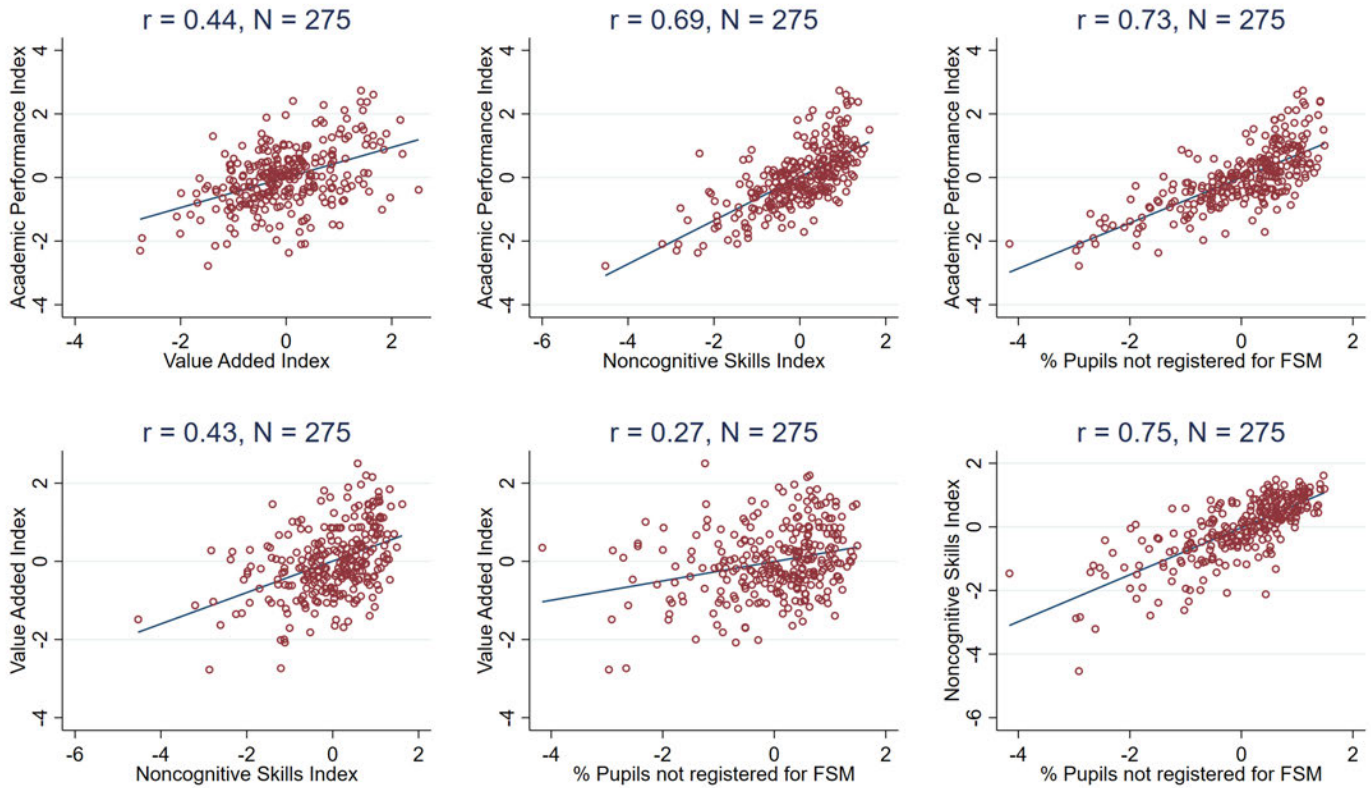 r = 0.44, N = 275
Academic Performance Index
4
2
0
-2
-4
-4 -2 0 2
Value Added Index
r = 0.69, N = 275
Academic Performance Index
4
2
0
-2
-4
-6 -4 -2 0 2
Noncognitive Skills Index
r = 0.73, N = 275
Academic Performance Index
4
2
0
-2
-4
-4 -2 0 2
% Pupils not registered for FSM
r = 0.43, N = 275
Value Added Index
2
0
-2
-4
-6 -4 -2 0 2
Noncognitive Skills Index
r = 0.27, N = 275
Value Added Index
2
0
-2
-4
-4 -2 0 2
% Pupils not registered for FSM
r = 0.75, N = 275
Noncognitive Skills Index
2
0
-2
-4
-6
-4 -2 0 2
% Pupils not registered for FSM